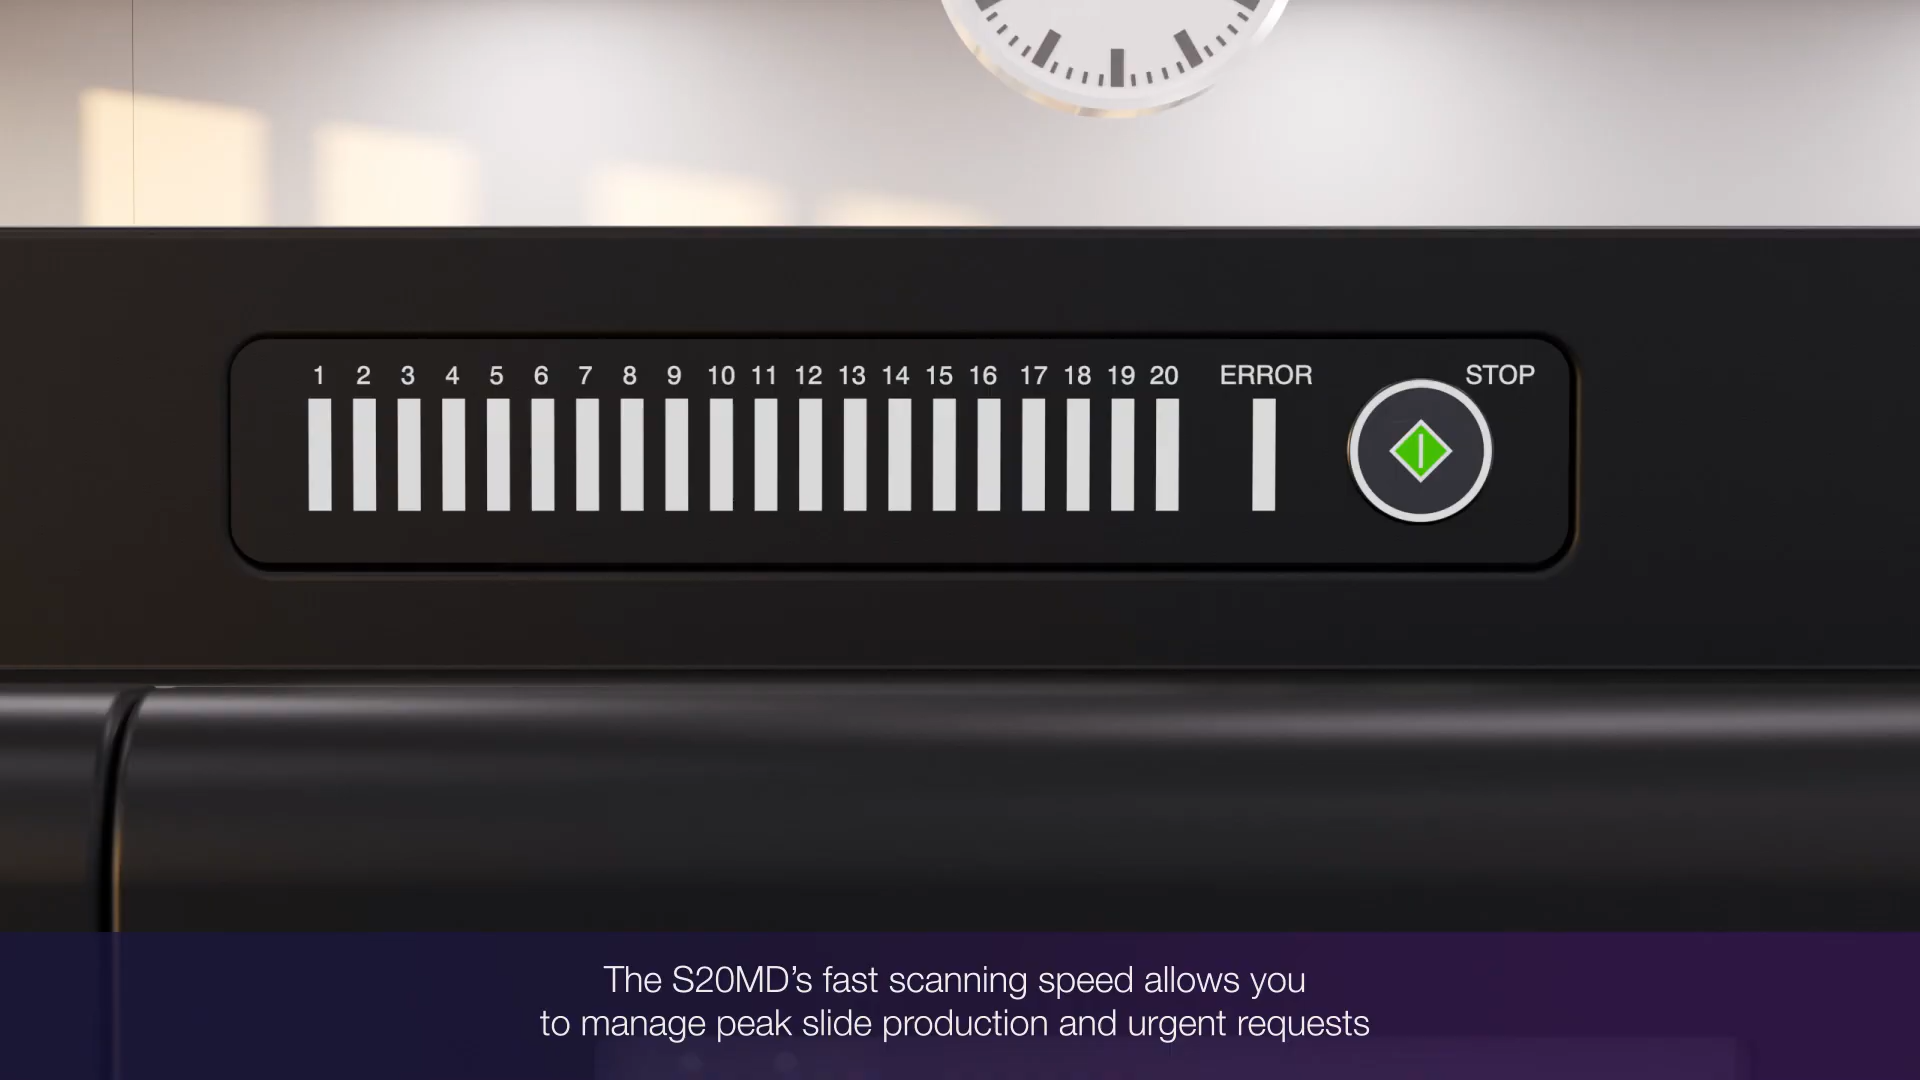 1 2 3 4 5 6 7 8 9 10 11 12 13 14 15 16 17 18 19 20 ERROR STOP
The S20MD’s fast scanning speed allows you
to manage peak slide production and urgent requests